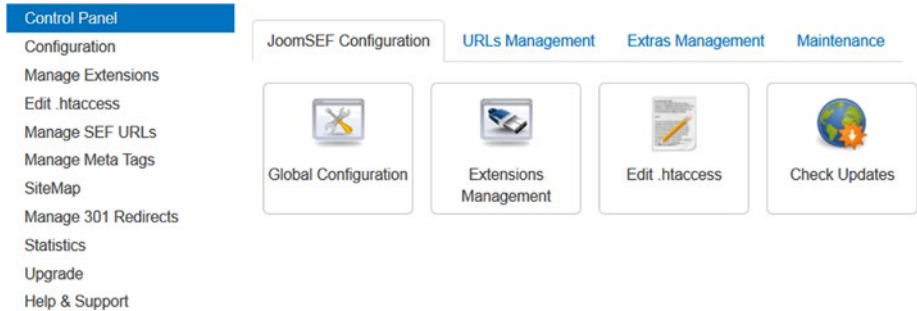 Control Panel
Configuration
Manage Extensions
Edit .htaccess
Manage SEF URLs
Manage Meta Tags
SiteMap
Manage 301 Redirects
Statistics
Upgrade
Help & Support
JoomSEF Configuration
URLs Management
Extras Management
Maintenance
Global Configuration
Extensions
Management
Edit .htaccess
Check Updates